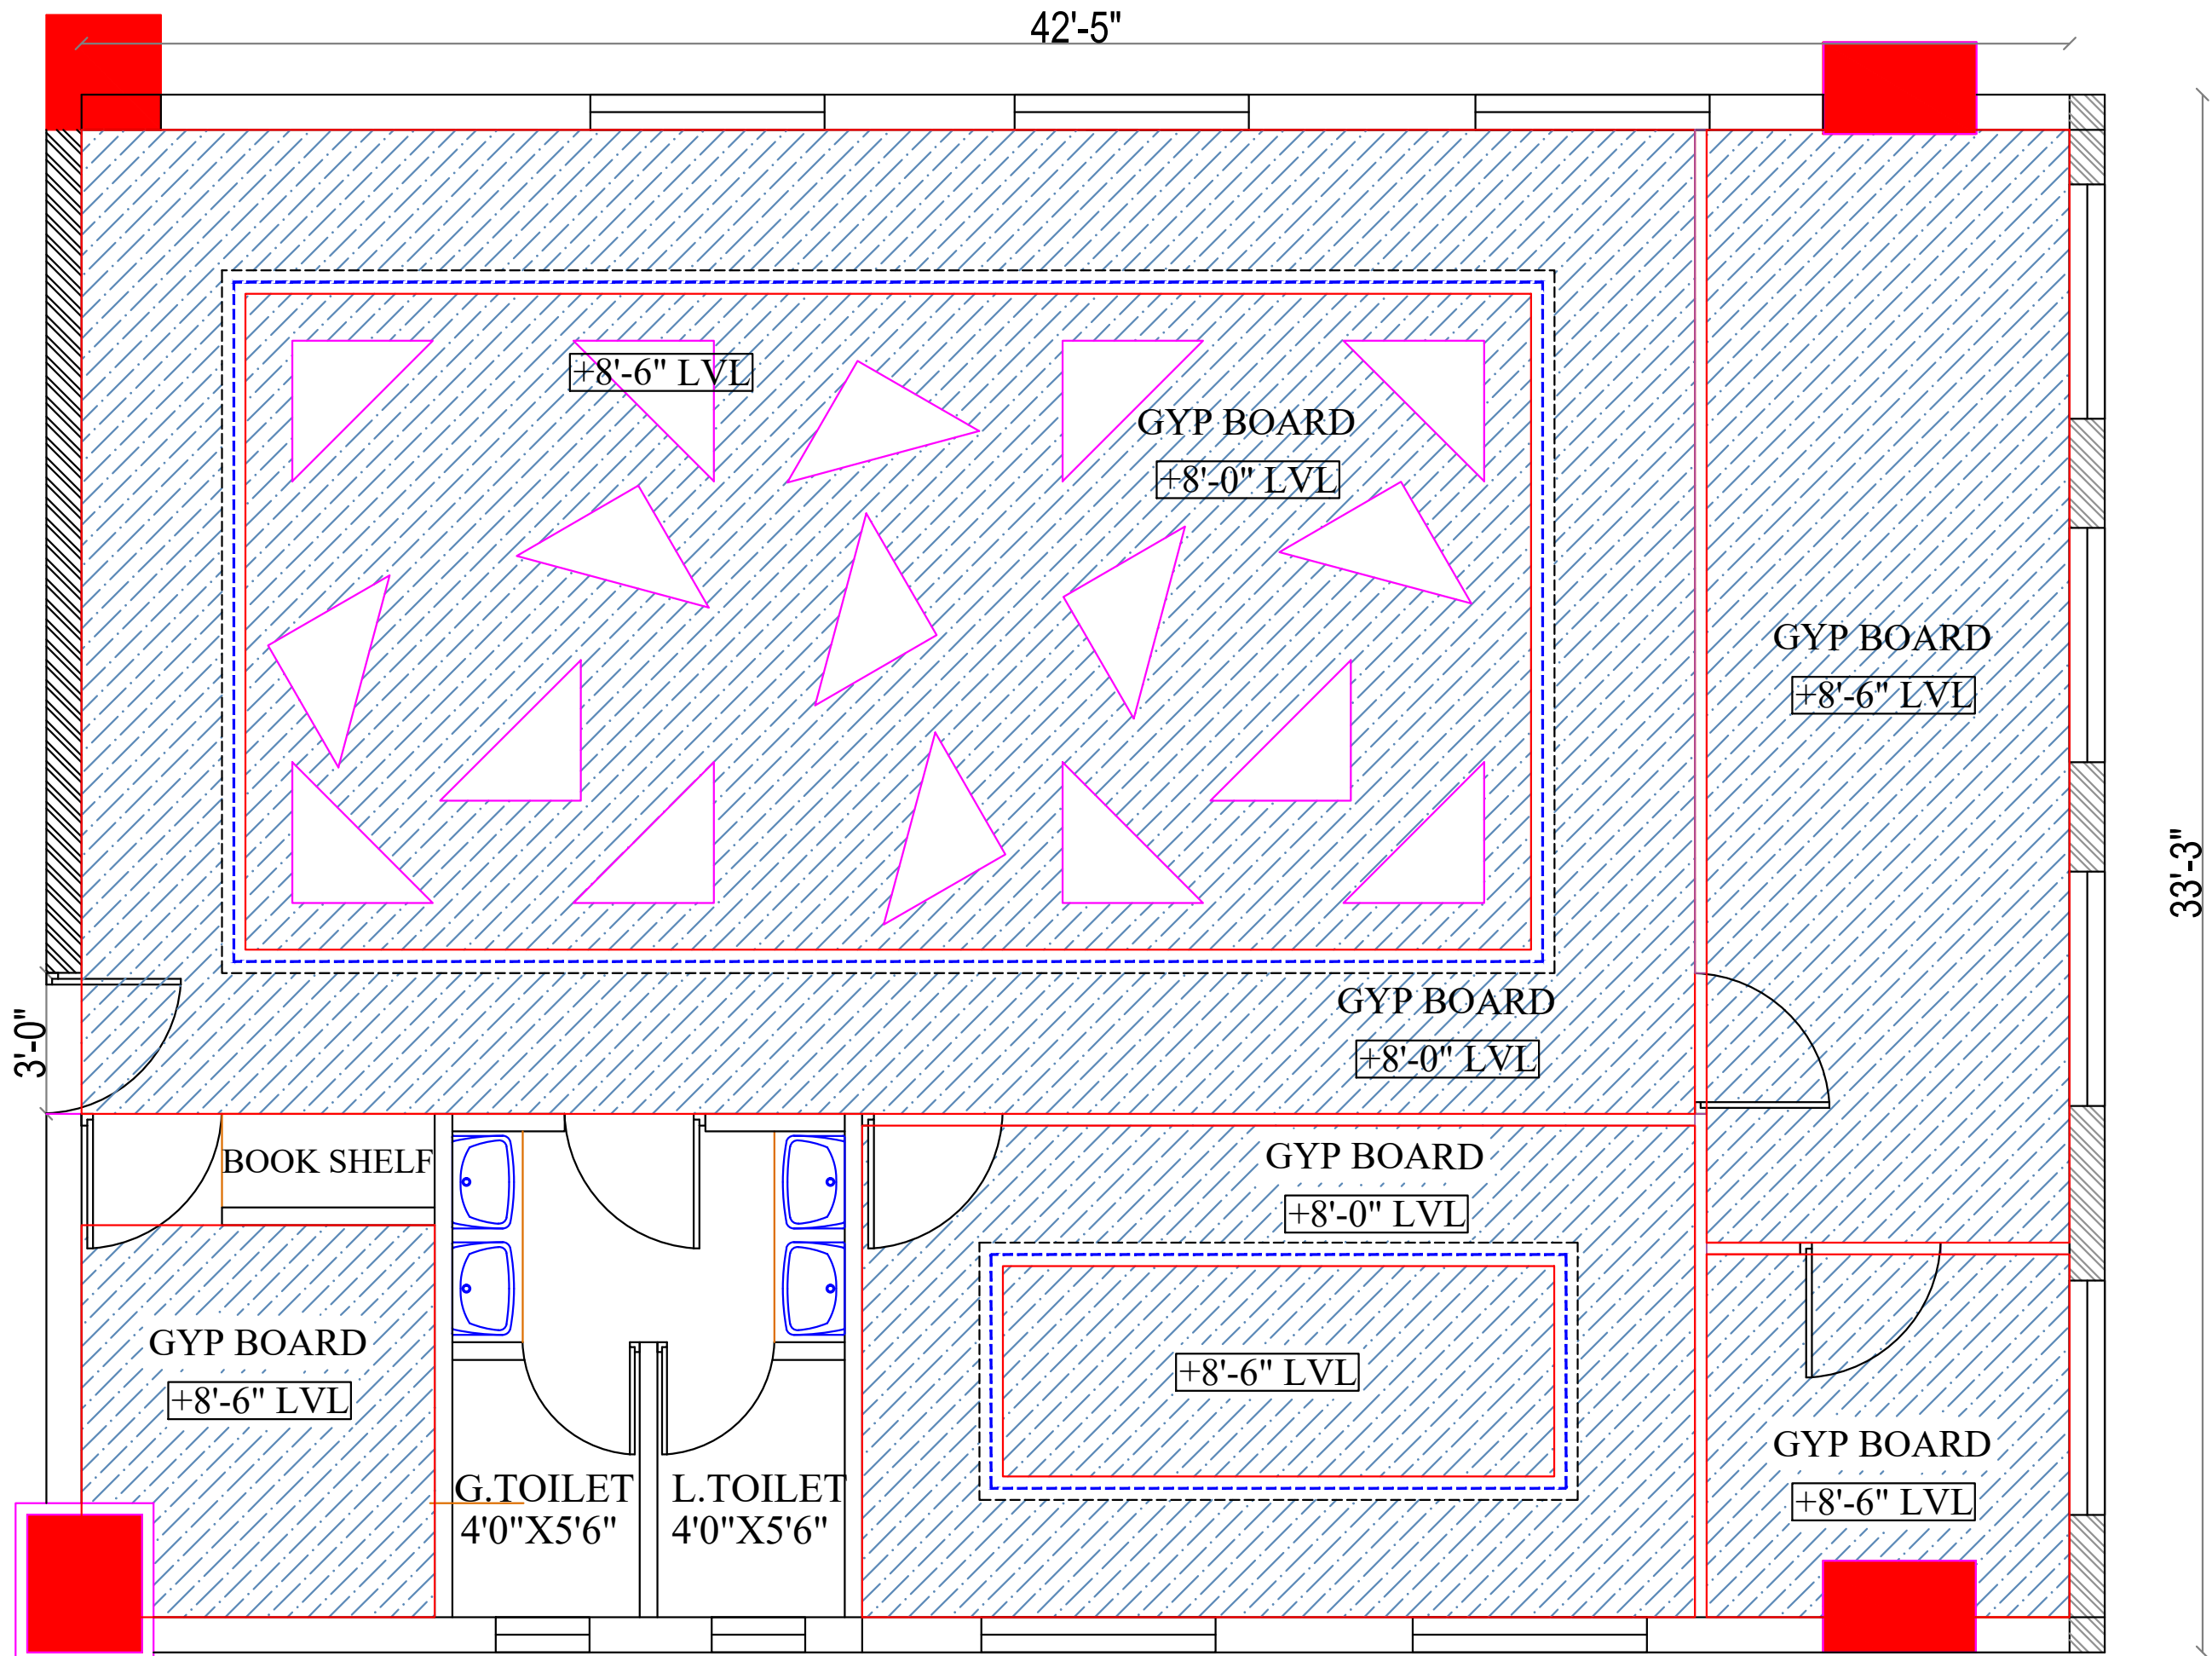 42'-5"
+8'-6" LVL
GYP BOARD
+8'-0" LVL
GYP BOARD
+8'-6" LVL
33'-3"
GYP BOARD
+8'-0" LVL
3'-0"
BOOK SHELF
GYP BOARD
+8'-0" LVL
GYP BOARD
+8'-6" LVL
+8'-6" LVL
GYP BOARD
+8'-6" LVL
G.TOILET
4'0"X5'6"
L.TOILET
4'0"X5'6"